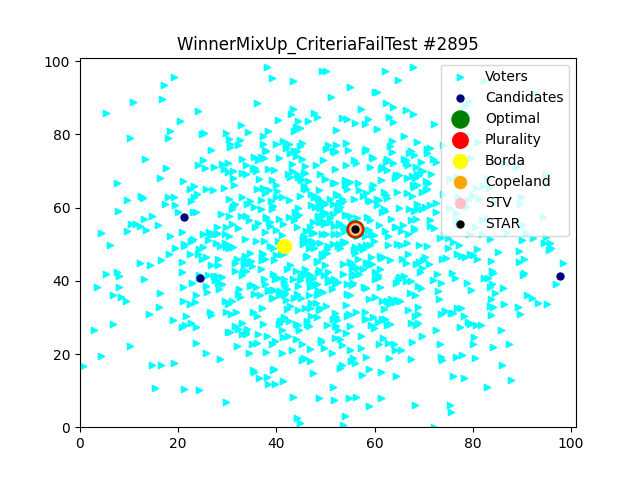 WinnerMixUp_CriteriaFailTest #2895
100
80
60
40
20
0
0
20
40
60
80
100
Voters
Candidates
Optimal
Plurality
Borda
Copeland
STV
STAR